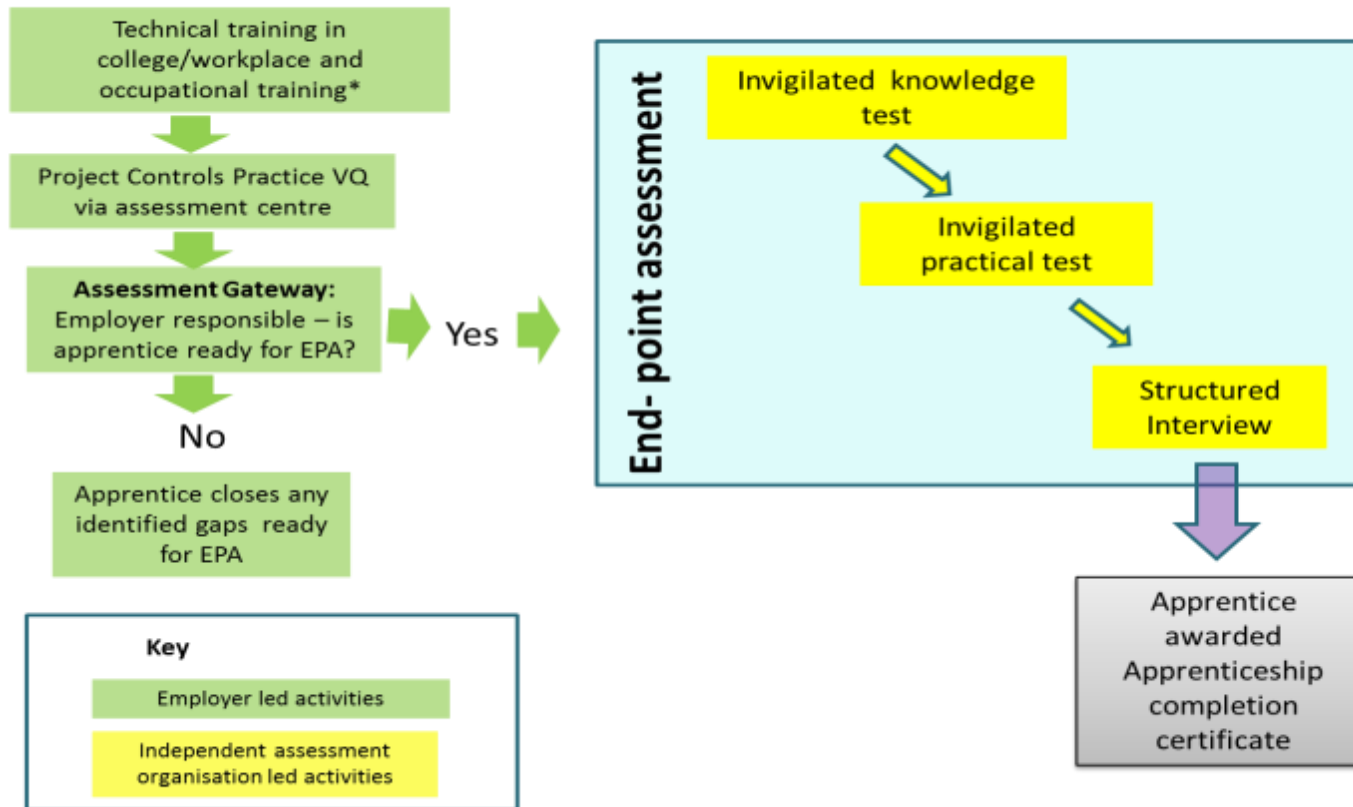 Technical training in
college/workplace and
occupational training*
Project Controls Practice VQ
via assessment centre
Assessment Gateway:
Employer responsible – is
apprentice ready for EPA?
Yes
No
Apprentice closes any
identified gaps ready
for EPA
End- point assessment
Invigilated knowledge
test
Invigilated
practical test
Structured
Interview
Apprentice
awarded
Apprenticeship
completion
certificate
Key
Employer led activities
Independent assessment
organisation led activities